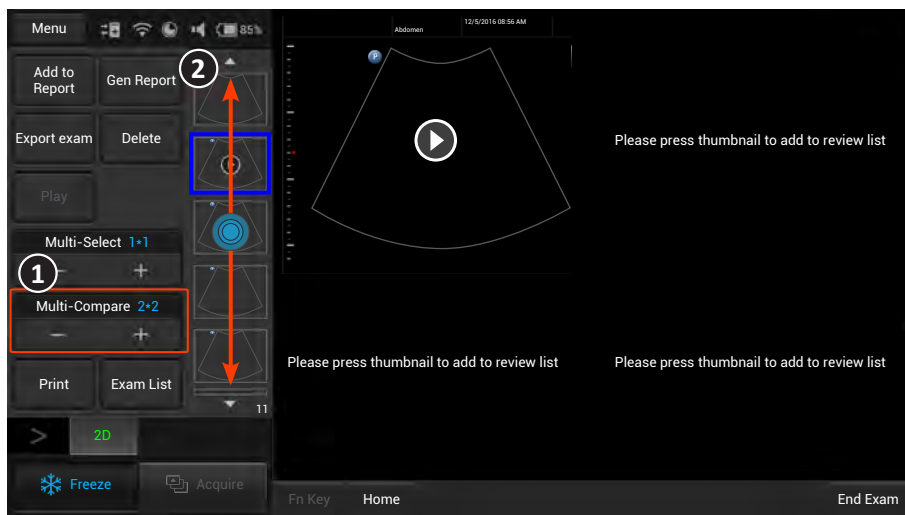 Menu
85%
Add to
Report
Gen Report
2
Export exam
Delete
Play
Multi-Select 1*1
1
- +
Multi-Compare 2*2
- +
Print
Exam List
11
>
2D
Freeze
Acquire
Abdomen
12/5/2016 08:56 AM
P
Please press thumbnail to add to review list
Please press thumbnail to add to review list
Please press thumbnail to add to review list
Fn Key
Home
End Exam